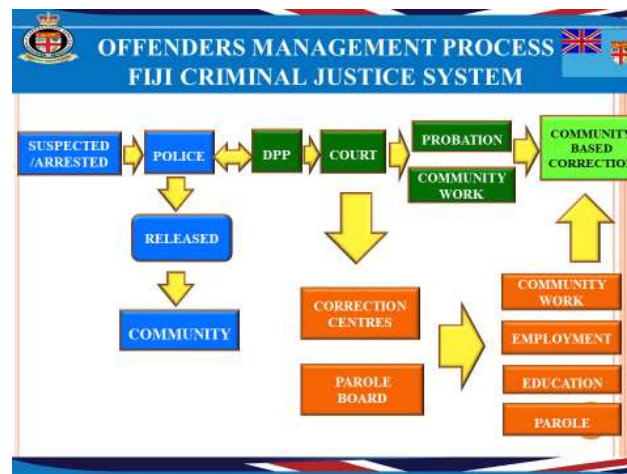 OFFENDERS MANAGEMENT PROCESS
FIJI CRIMINAL JUSTICE SYSTEM
SUSPECTED
/ARRESTED
POLICE
DPP
COURT
PROBATION
COMMUNITY
WORK
COMMUNITY
BASED
CORRECTION
RELEASED
COMMUNITY
CORRECTION
CENTRES
PAROLE
BOARD
COMMUNITY
WORK
EMPLOYMENT
EDUCATION
PAROLE